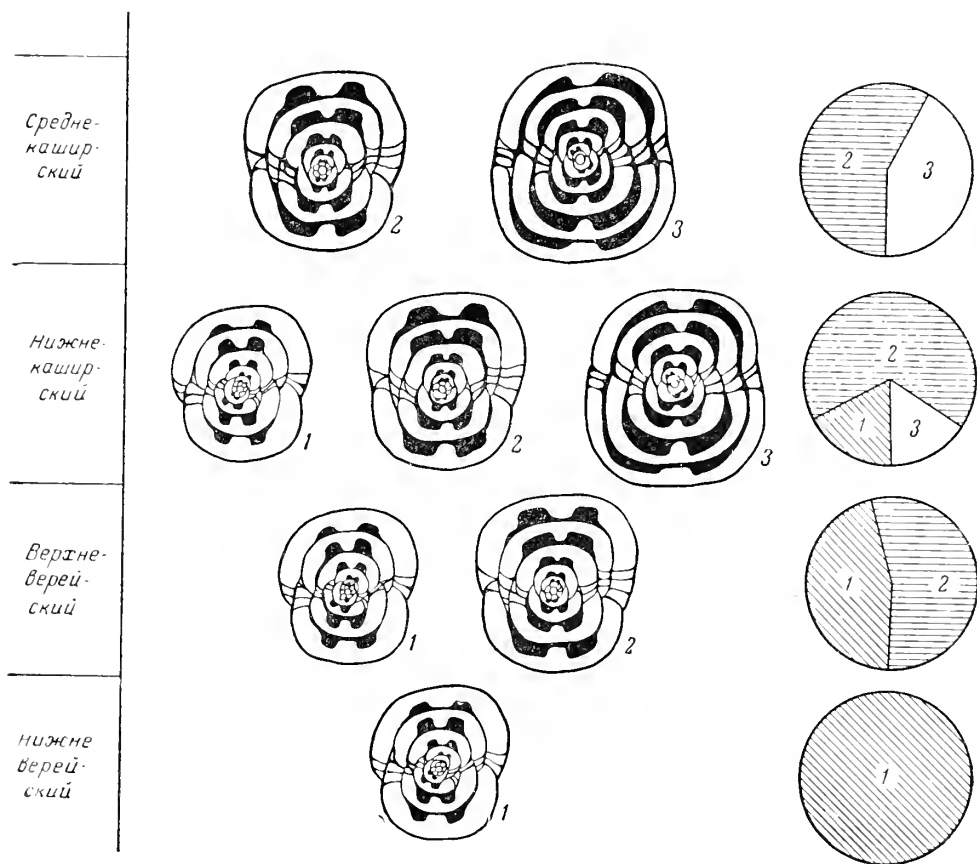 Средне-
кашир-
ский
2
3
2
3
Нижне-
кашир-
ский
1
2
3
2
1
3
Верхне-
верей-
ский
1
2
1
2
нижне
верей-
ский
1
1